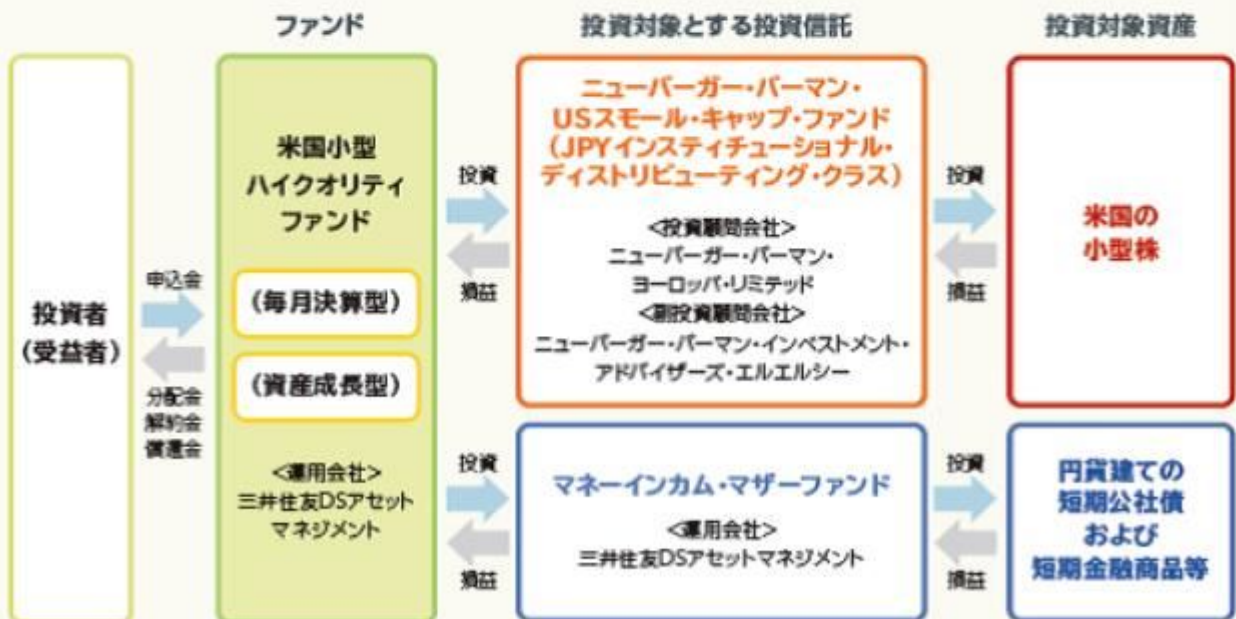 ファンド
投資対象とする投資信託
投資対象資産
投資者
(受益者)
申込金
分配金
解約金
償還金
米国小型
ハイクオリティ
ファンド
(毎月決算型)
(資産成長型)
<運用会社>
三井住友DSアセット
マネジメント
投資
損益
ニューバーガー・バーマン・
USスモール・キャップ・ファンド
(JPYインスティチューショナル・
ディストリビューティング・クラス)
<投資顧問会社>
ニューバーガー・バーマン・
ヨーロッパ・リミテッド
<副投資顧問会社>
ニューバーガー・バーマン・インベストメント・
アドバイザーズ・エルエルシー
投資
損益
米国の
小型株
投資
損益
マネーインカム・マザーファンド
<運用会社>
三井住友DSアセットマネジメント
投資
損益
円貨建ての
短期公社債
および
短期金融商品等